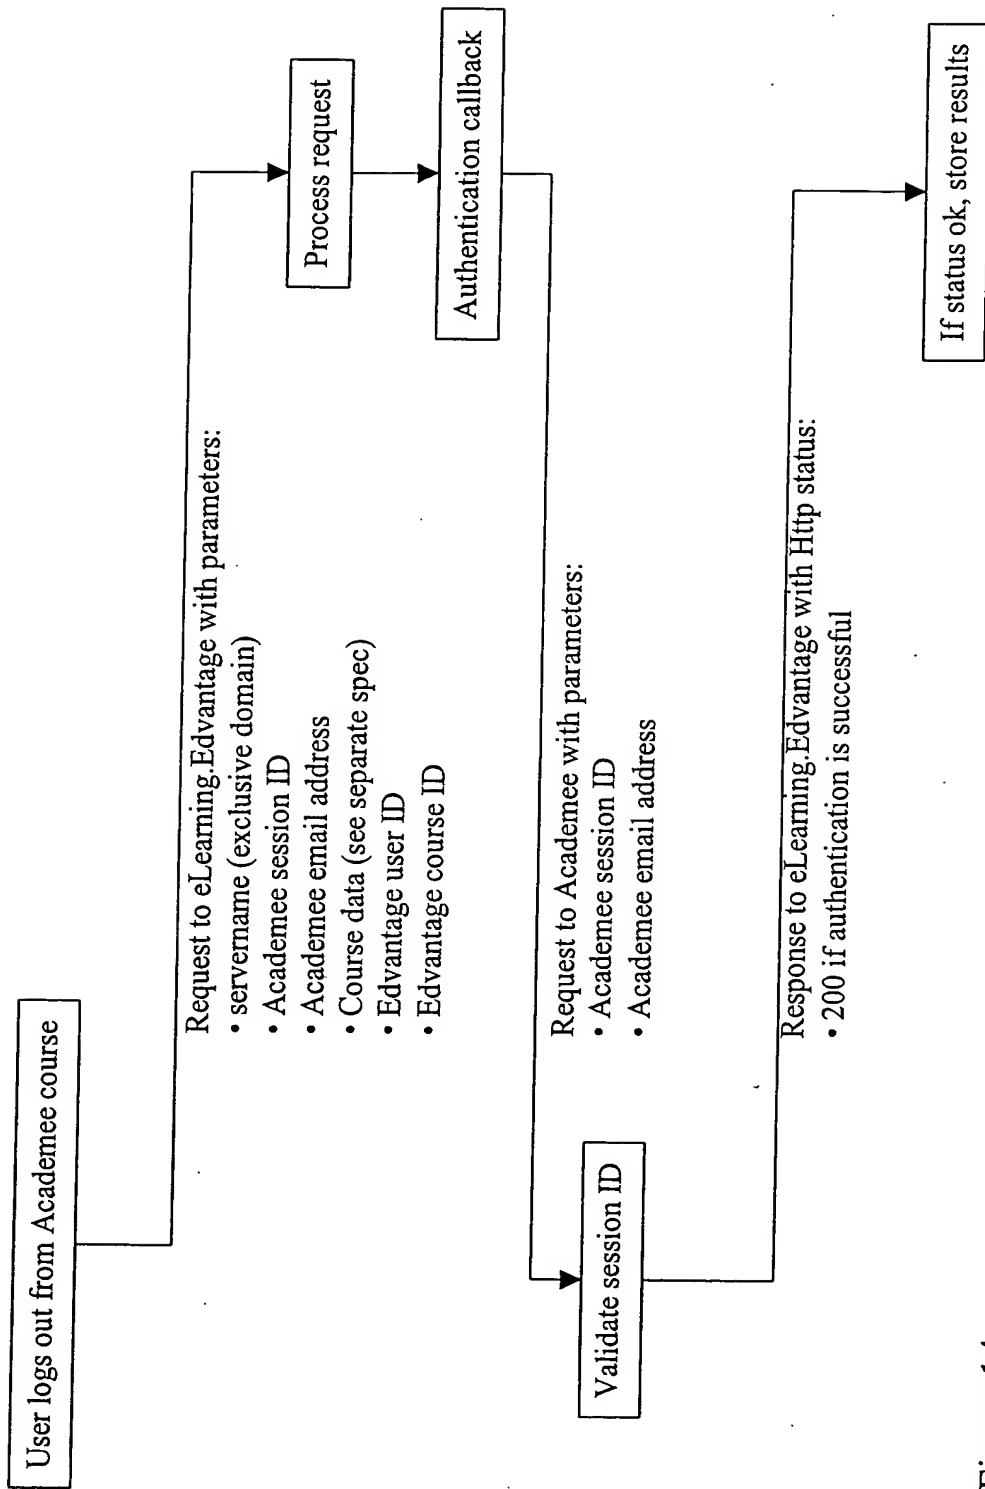 User logs out from Academee course
Request to eLearning.Edvantage with parameters:
• servername (exclusive domain)
• Academee session ID
• Academee email address
• Course data (see separate spec)
• Edvantage user ID
• Edvantage course ID
Process request
Authentication callback
Request to Academee with parameters:
• Academee session ID
• Academee email address
Validate session ID
Response to eLearning.Edvantage with Http status:
• 200 if authentication is successful
If status ok, store results